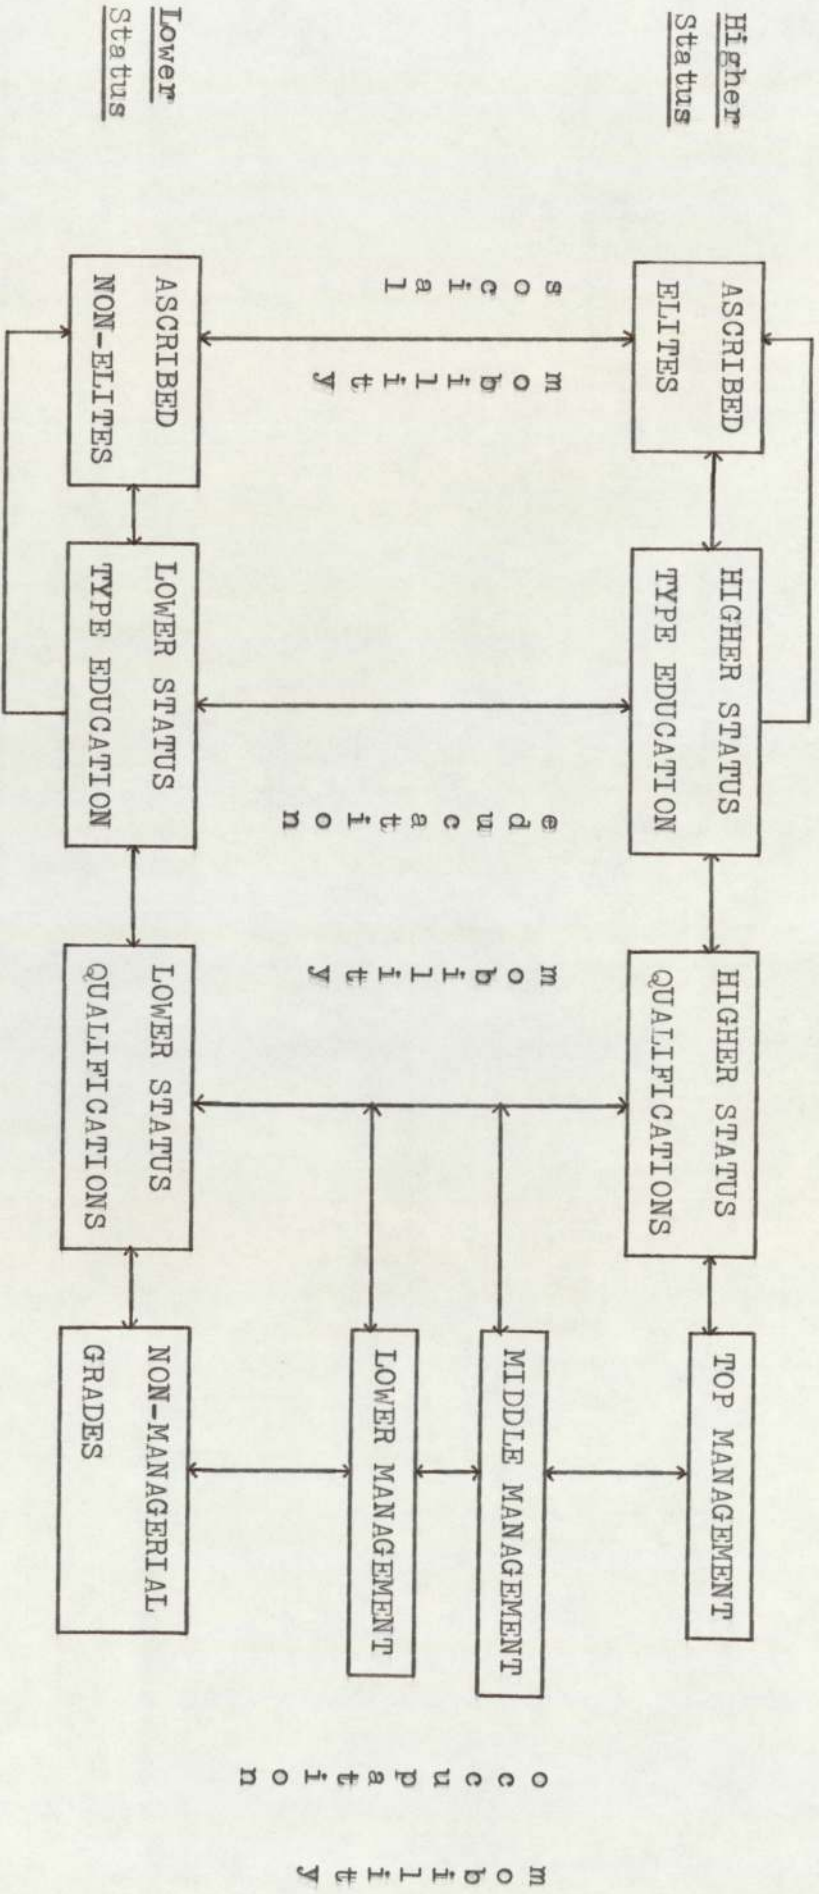 Higher
Status
ASCRIBED
ELITES
HIGHER STATUS
TYPE EDUCATION
HIGHER STATUS
QUALIFICATIONS
TOP MANAGEMENT
social
mobility
education
mobility
MIDDLE MANAGEMENT
LOWER MANAGEMENT
occupation
mobility
Lower
Status
ASCRIBED
NON-ELITES
LOWER STATUS
TYPE EDUCATION
LOWER STATUS
QUALIFICATIONS
NON-MANAGERIAL
GRADES